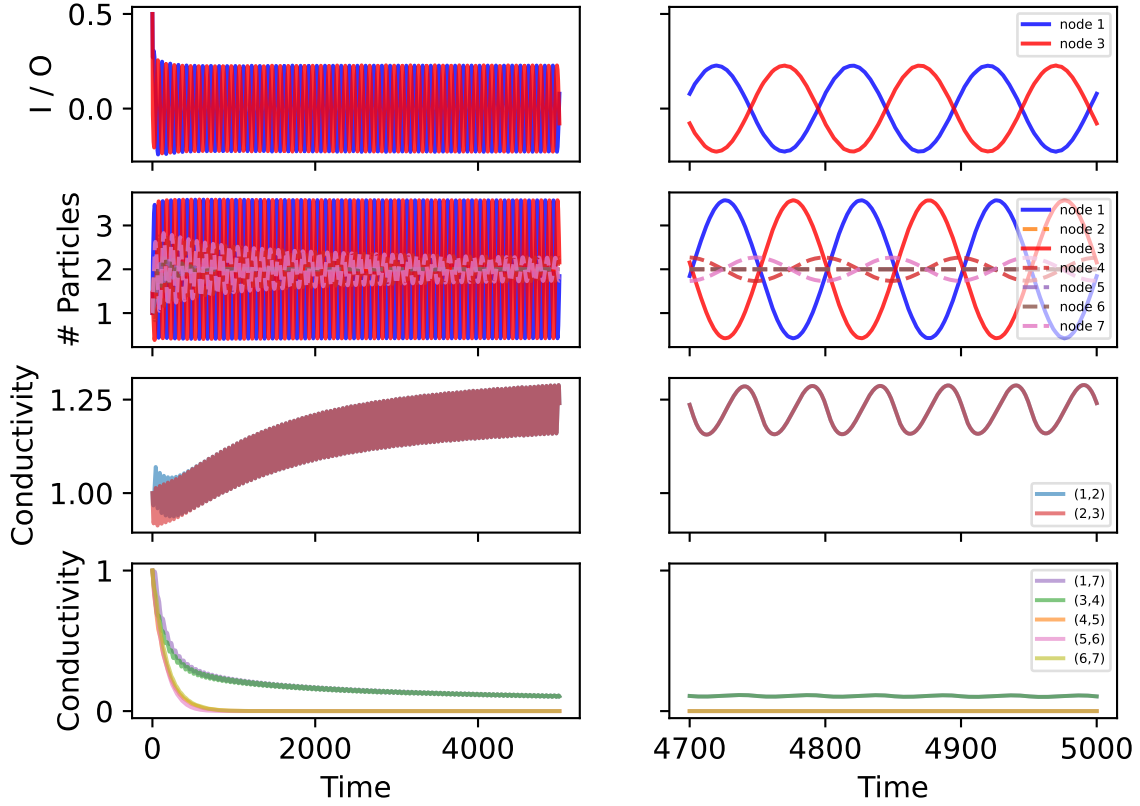 I / O
0.5
0.0
node 1
node 3
# Particles
3
2
1
node 1
node 2
node 3
node 4
node 5
node 6
node 7
Conductivity
1.25
1.00
(1,2)
(2,3)
Conductivity
1
0
(1,7)
(3,4)
(4,5)
(5,6)
(6,7)
0 2000 4000
4700 4800 4900 5000
Time
Time